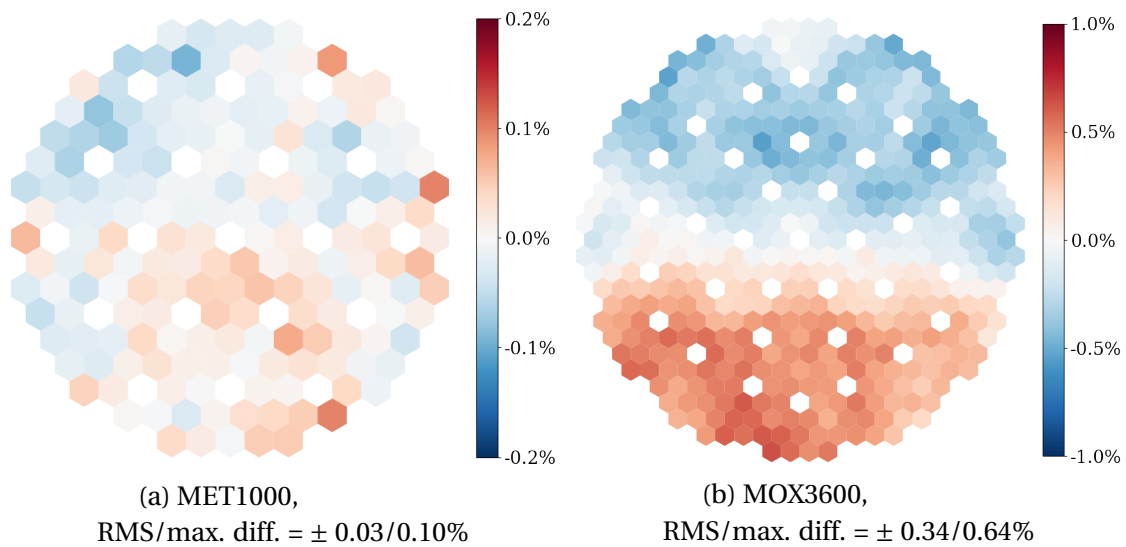 0.2%
0.1%
0.0%
-0.1%
-0.2%
1.0%
0.5%
0.0%
-0.5%
-1.0%
(a) MET1000,
RMS/max. diff. = ± 0.03/0.10%
(b) MOX3600,
RMS/max. diff. = ± 0.34/0.64%